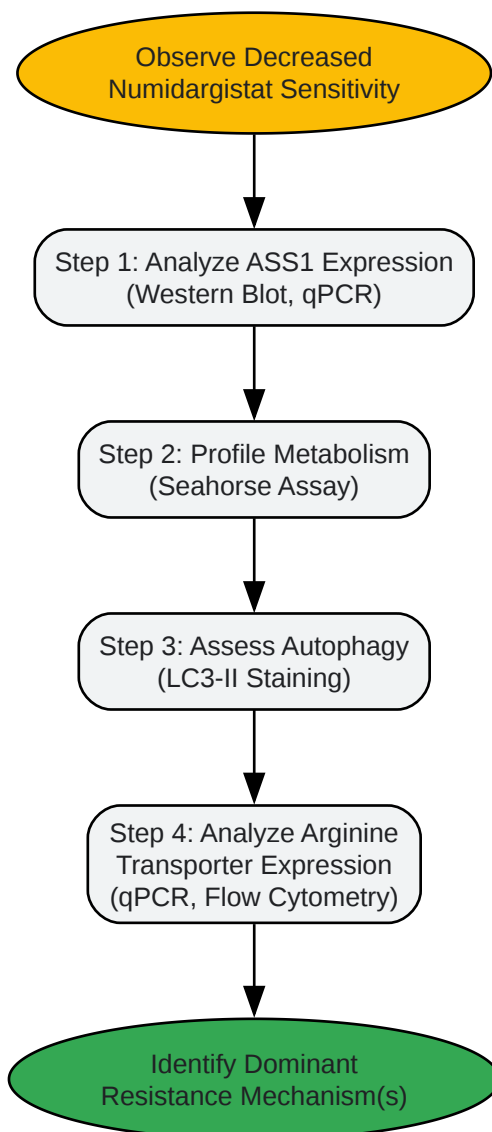 Observe Decreased
Numidargistat Sensitivity
Step 1: Analyze ASS1 Expression
(Western Blot, qPCR)
Step 2: Profile Metabolism
(Seahorse Assay)
Step 3: Assess Autophagy
(LC3-II Staining)
Step 4: Analyze Arginine
Transporter Expression
(qPCR, Flow Cytometry)
Identify Dominant
Resistance Mechanism(s)